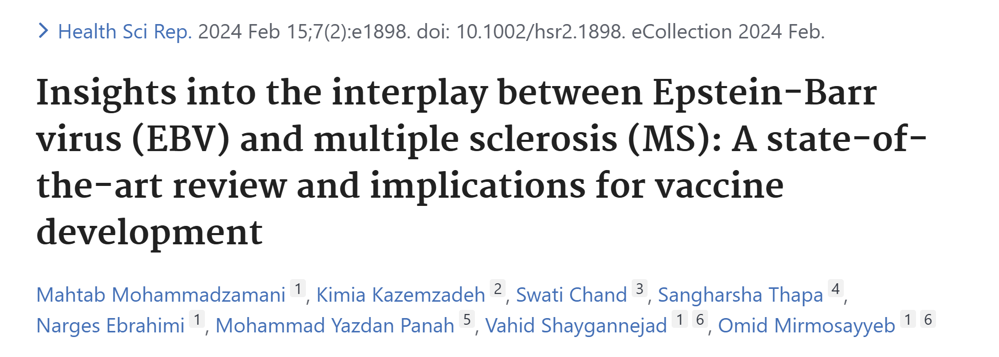 Health Sci Rep. 2024 Feb 15;7(2):e1898. doi: 10.1002/hsr2.1898. eCollection 2024 Feb.
Insights into the interplay between Epstein-Barr
virus (EBV) and multiple sclerosis (MS): A state-of-
the-art review and implications for vaccine
development
Mahtab Mohammadzamani 1, Kimia Kazemzadeh 2, Swati Chand 3, Sangharsha Thapa 4,
Narges Ebrahimi 1, Mohammad Yazdan Panah 5, Vahid Shaygannejad 1 6, Omid Mirmosayyeb 1 6